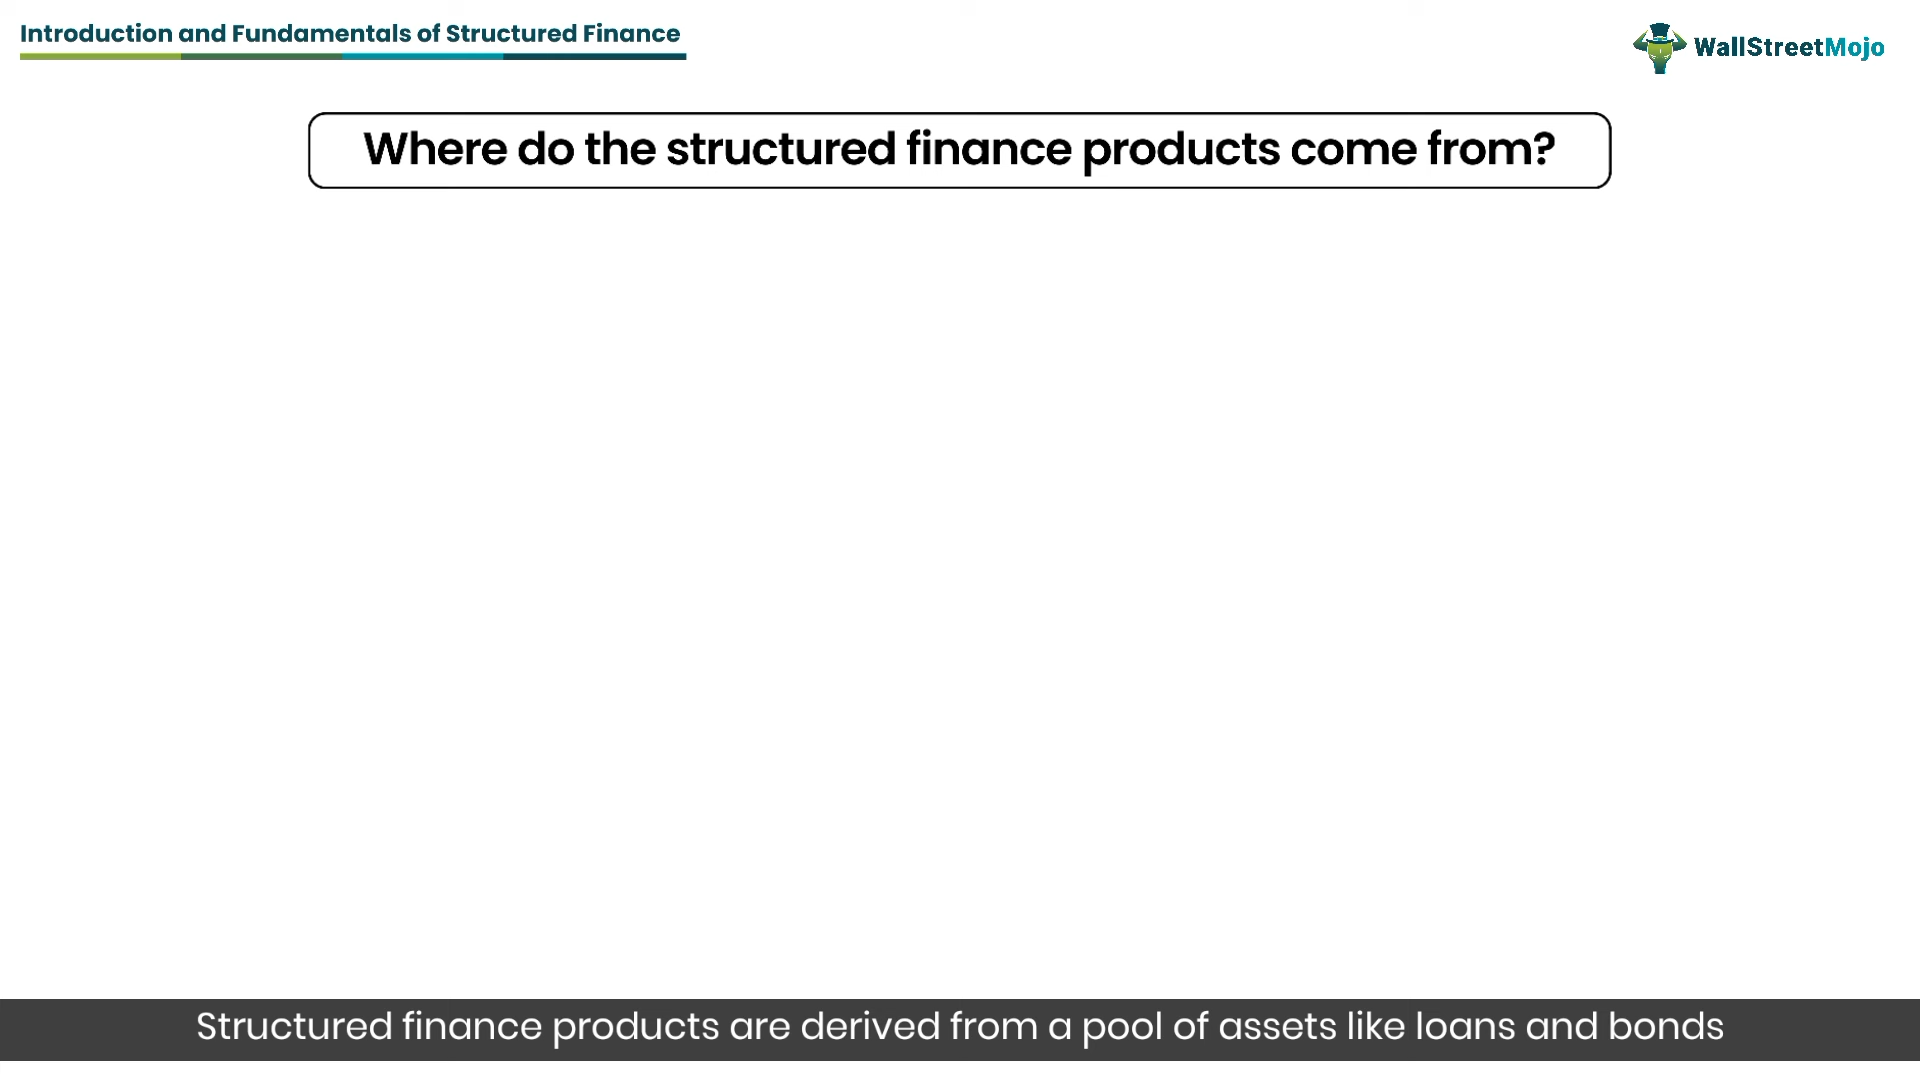 Introduction and Fundamentals of Structured Finance
WallStreetMojo
Where do the structured finance products come from?
Structured finance products are derived from a pool of assets like loans and bonds